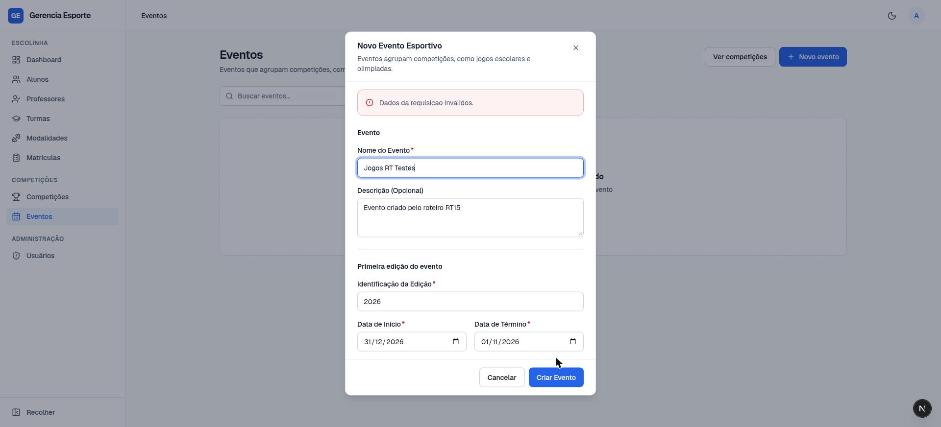 GE Gerencia Esporte
Eventos
A
ESCOLINHA
Dashboard
Alunos
Professores
Turmas
Modalidades
Matrículas
COMPETIÇÕES
Competições
Eventos
ADMINISTRAÇÃO
Usuários
Recolher
Eventos
Eventos que agrupam competições, com
Buscar eventos...
Ver competições
Novo evento
do
vento
Novo Evento Esportivo
Eventos agrupam competições, como jogos escolares e
olimpíadas.
Dados da requisicao invalidos.
Evento
Nome do Evento*
Jogos RT Testes
Descrição (Opcional)
Evento criado pelo roteiro RT15
Primeira edição do evento
Identificação da Edição*
2026
Data de Início*
Data de Término*
31/12/2026
01/11/2026
Cancelar
Criar Evento
N